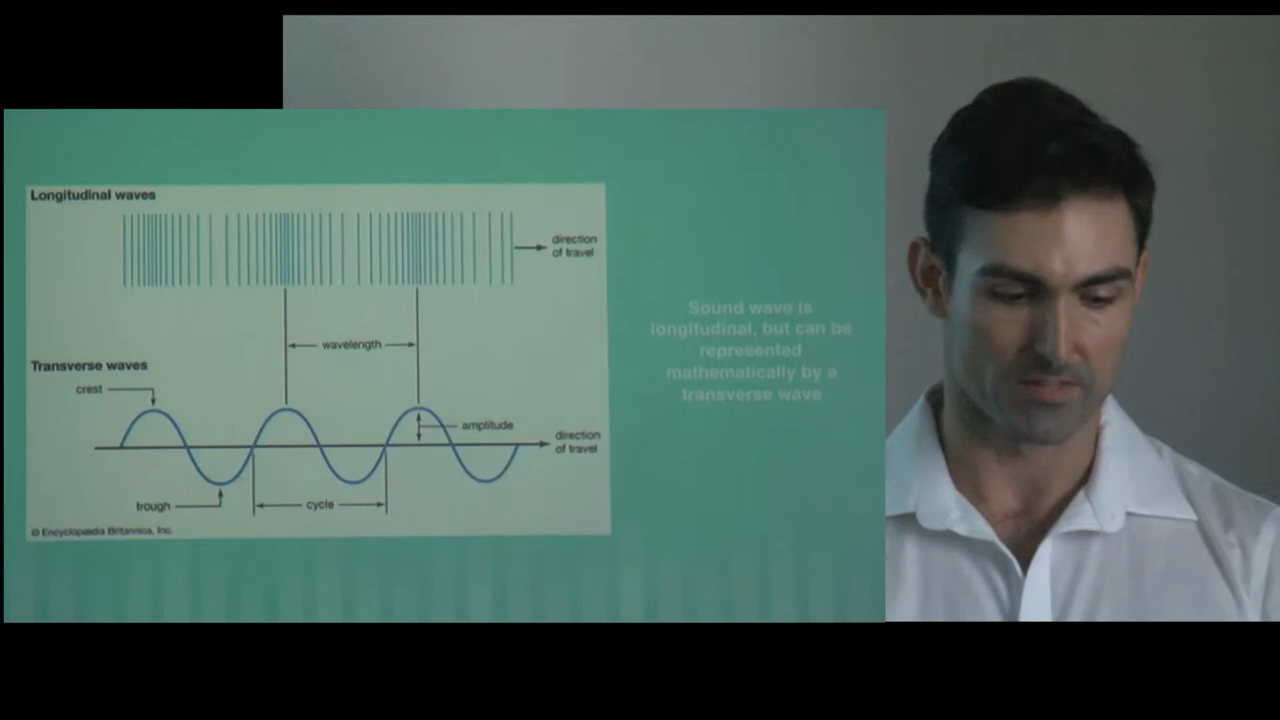 Longitudinal waves
direction
of travel
wavelength
Transverse waves
crest
amplitude
direction
of travel
trough
cycle
© Encyclopædia Britannica, Inc.
Sound wave is
longitudinal, but can be
represented
mathematically by a
transverse wave